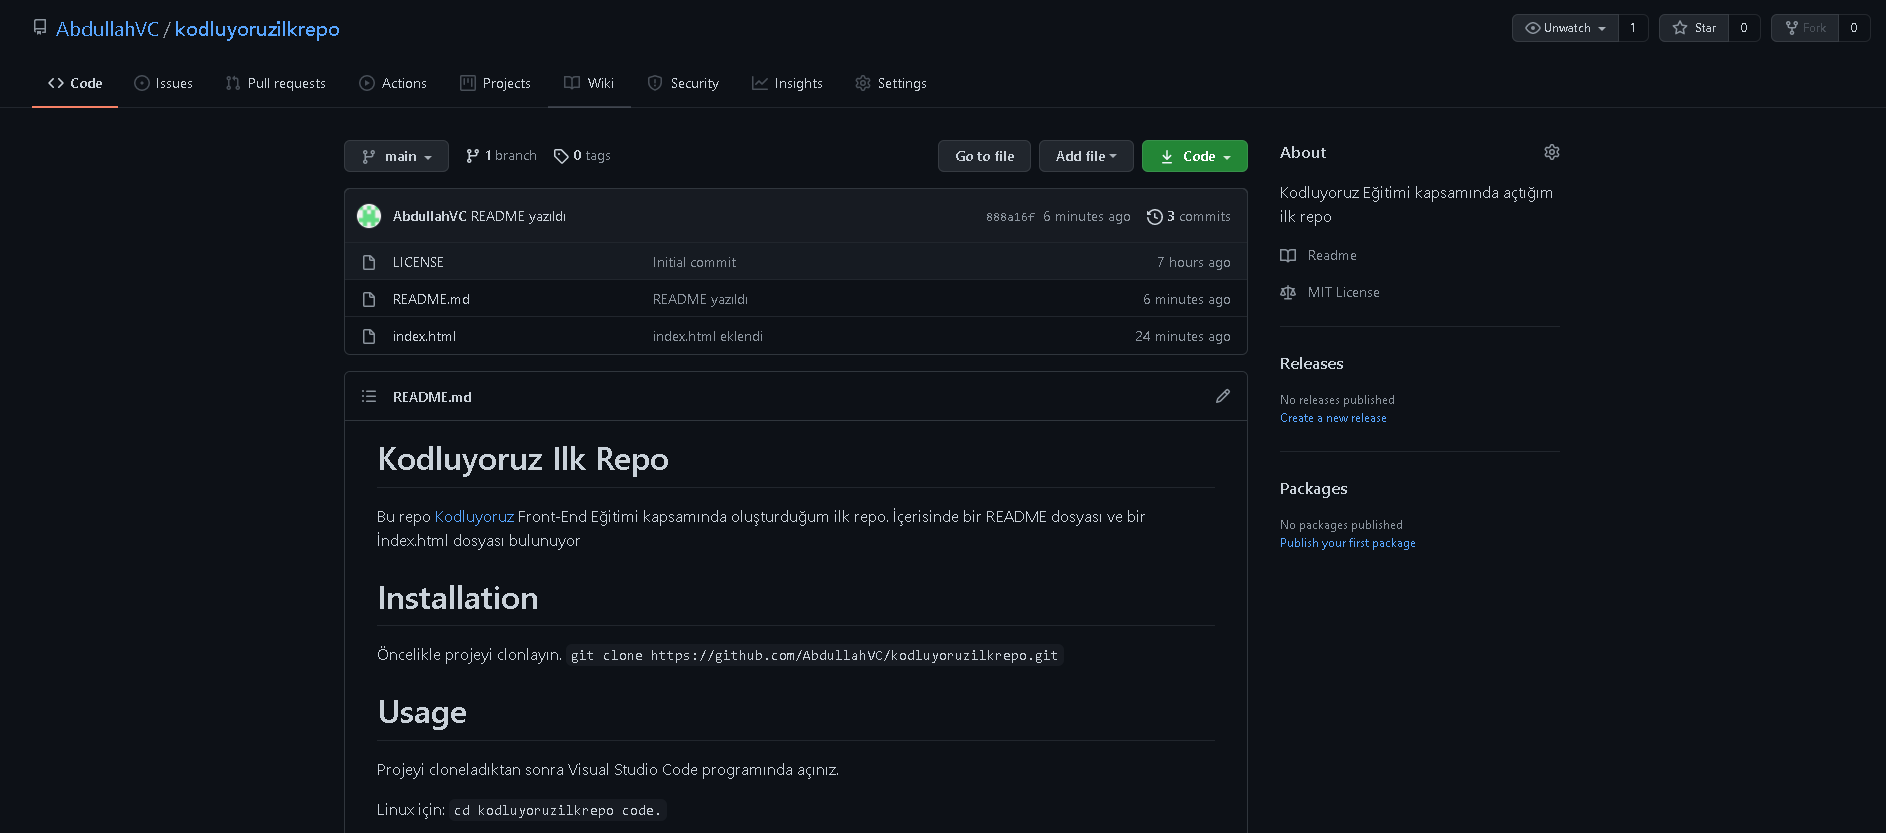 AbdullahVC / kodluyoruzilkrepo
Unwatch 1 Star 0 Fork 0
Code Issues Pull requests Actions Projects Wiki Security Insights Settings
main 1 branch 0 tags Go to file Add file Code
AbdullahVC README yazıldı 888a16f 6 minutes ago 3 commits
LICENSE Initial commit 7 hours ago
README.md README yazıldı 6 minutes ago
index.html index.html eklendi 24 minutes ago
README.md
Kodluyoruz Ilk Repo
Bu repo Kodluyoruz Front-End Eğitimi kapsamında oluşturduğum ilk repo. İçerisinde bir README dosyası ve bir
İndex.html dosyası bulunuyor
Installation
Öncelikle projeyi clonlayın. git clone https://github.com/AbdullahVC/kodluyoruzilkrepo.git
Usage
Projeyi cloneladıktan sonra Visual Studio Code programında açınız.
Linux için: cd kodluyoruzilkrepo code.
About
Kodluyoruz Eğitimi kapsamında açtığım
ilk repo
Readme
MIT License
Releases
No releases published
Create a new release
Packages
No packages published
Publish your first package